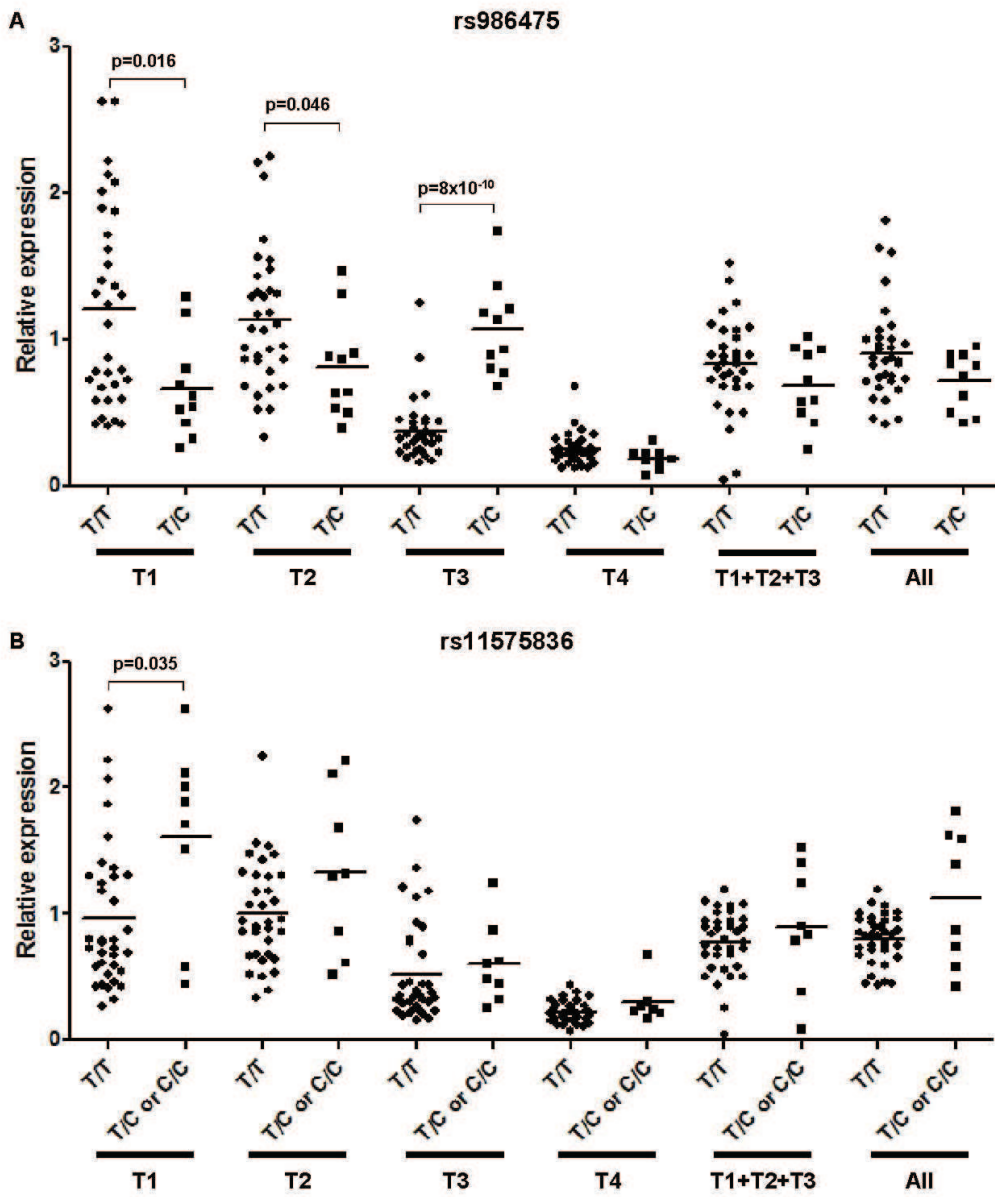 A
rs986475
3
p=0.016
p=0.046
2
p=8x10⁻¹⁰
Relative expression
1
0
T/T T/C T/T T/C T/T T/C T/T T/C T/T T/C T/T T/C
T1 T2 T3 T4 T1+T2+T3 All
B
rs11575836
3
p=0.035
2
Relative expression
1
0
T/T T/C or C/C T/T T/C or C/C T/T T/C or C/C T/T T/C or C/C T/T T/C or C/C T/T T/C or C/C
T1 T2 T3 T4 T1+T2+T3 All